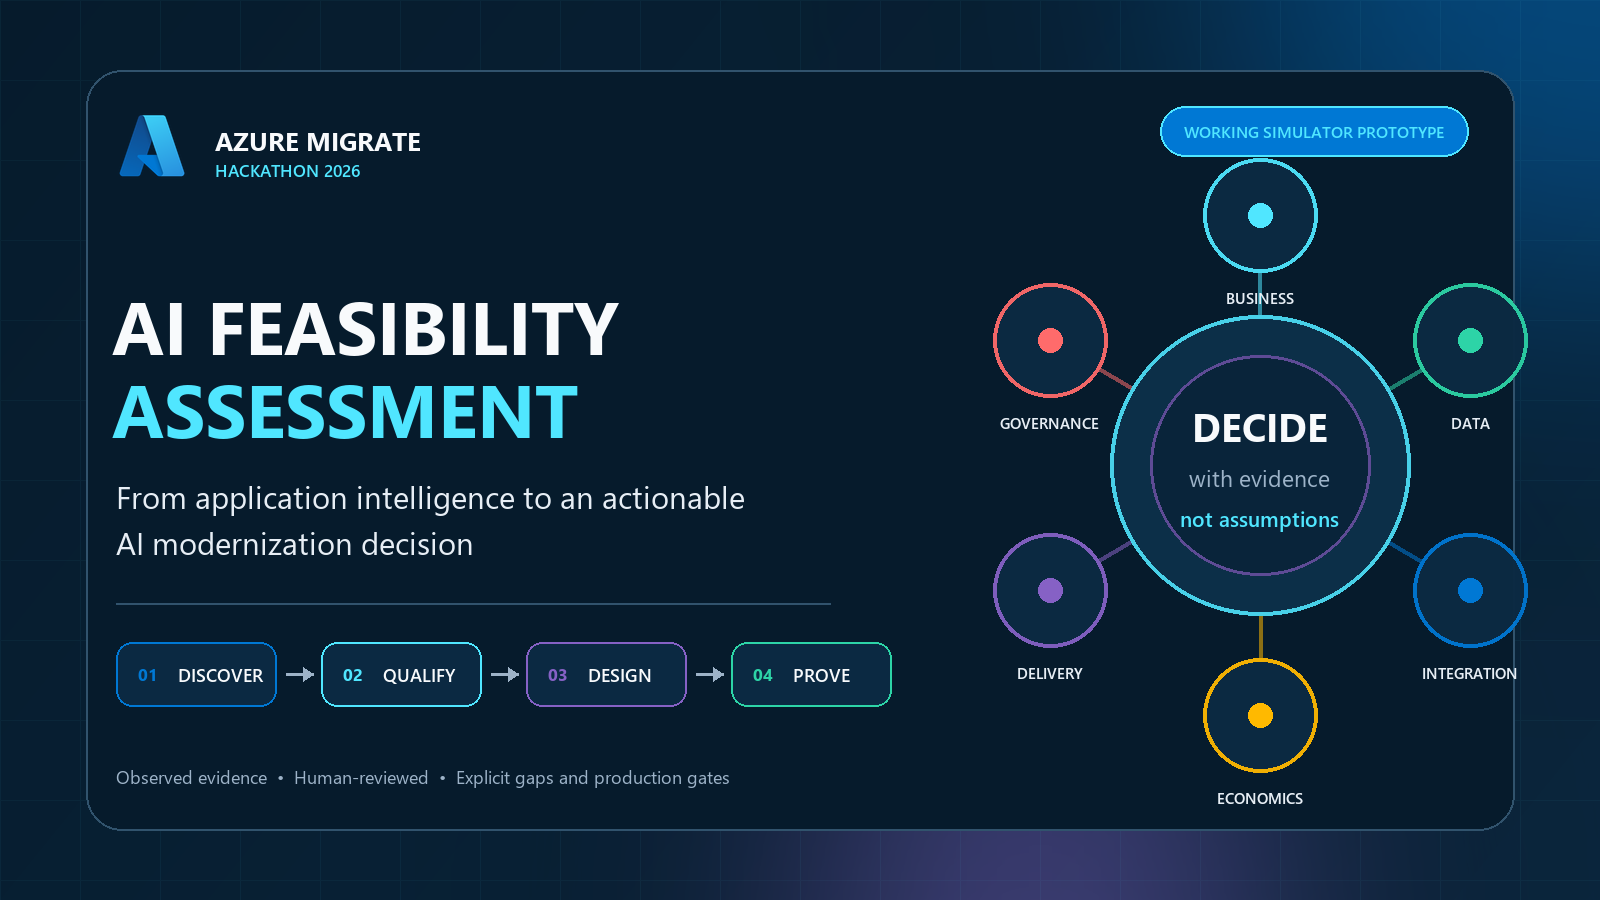 AZURE MIGRATE
HACKATHON 2026
WORKING SIMULATOR PROTOTYPE
AI FEASIBILITY
ASSESSMENT
From application intelligence to an actionable
AI modernization decision
01 DISCOVER
02 QUALIFY
03 DESIGN
04 PROVE
Observed evidence • Human-reviewed • Explicit gaps and production gates
BUSINESS
GOVERNANCE
DATA
DECIDE
with evidence
not assumptions
DELIVERY
INTEGRATION
ECONOMICS